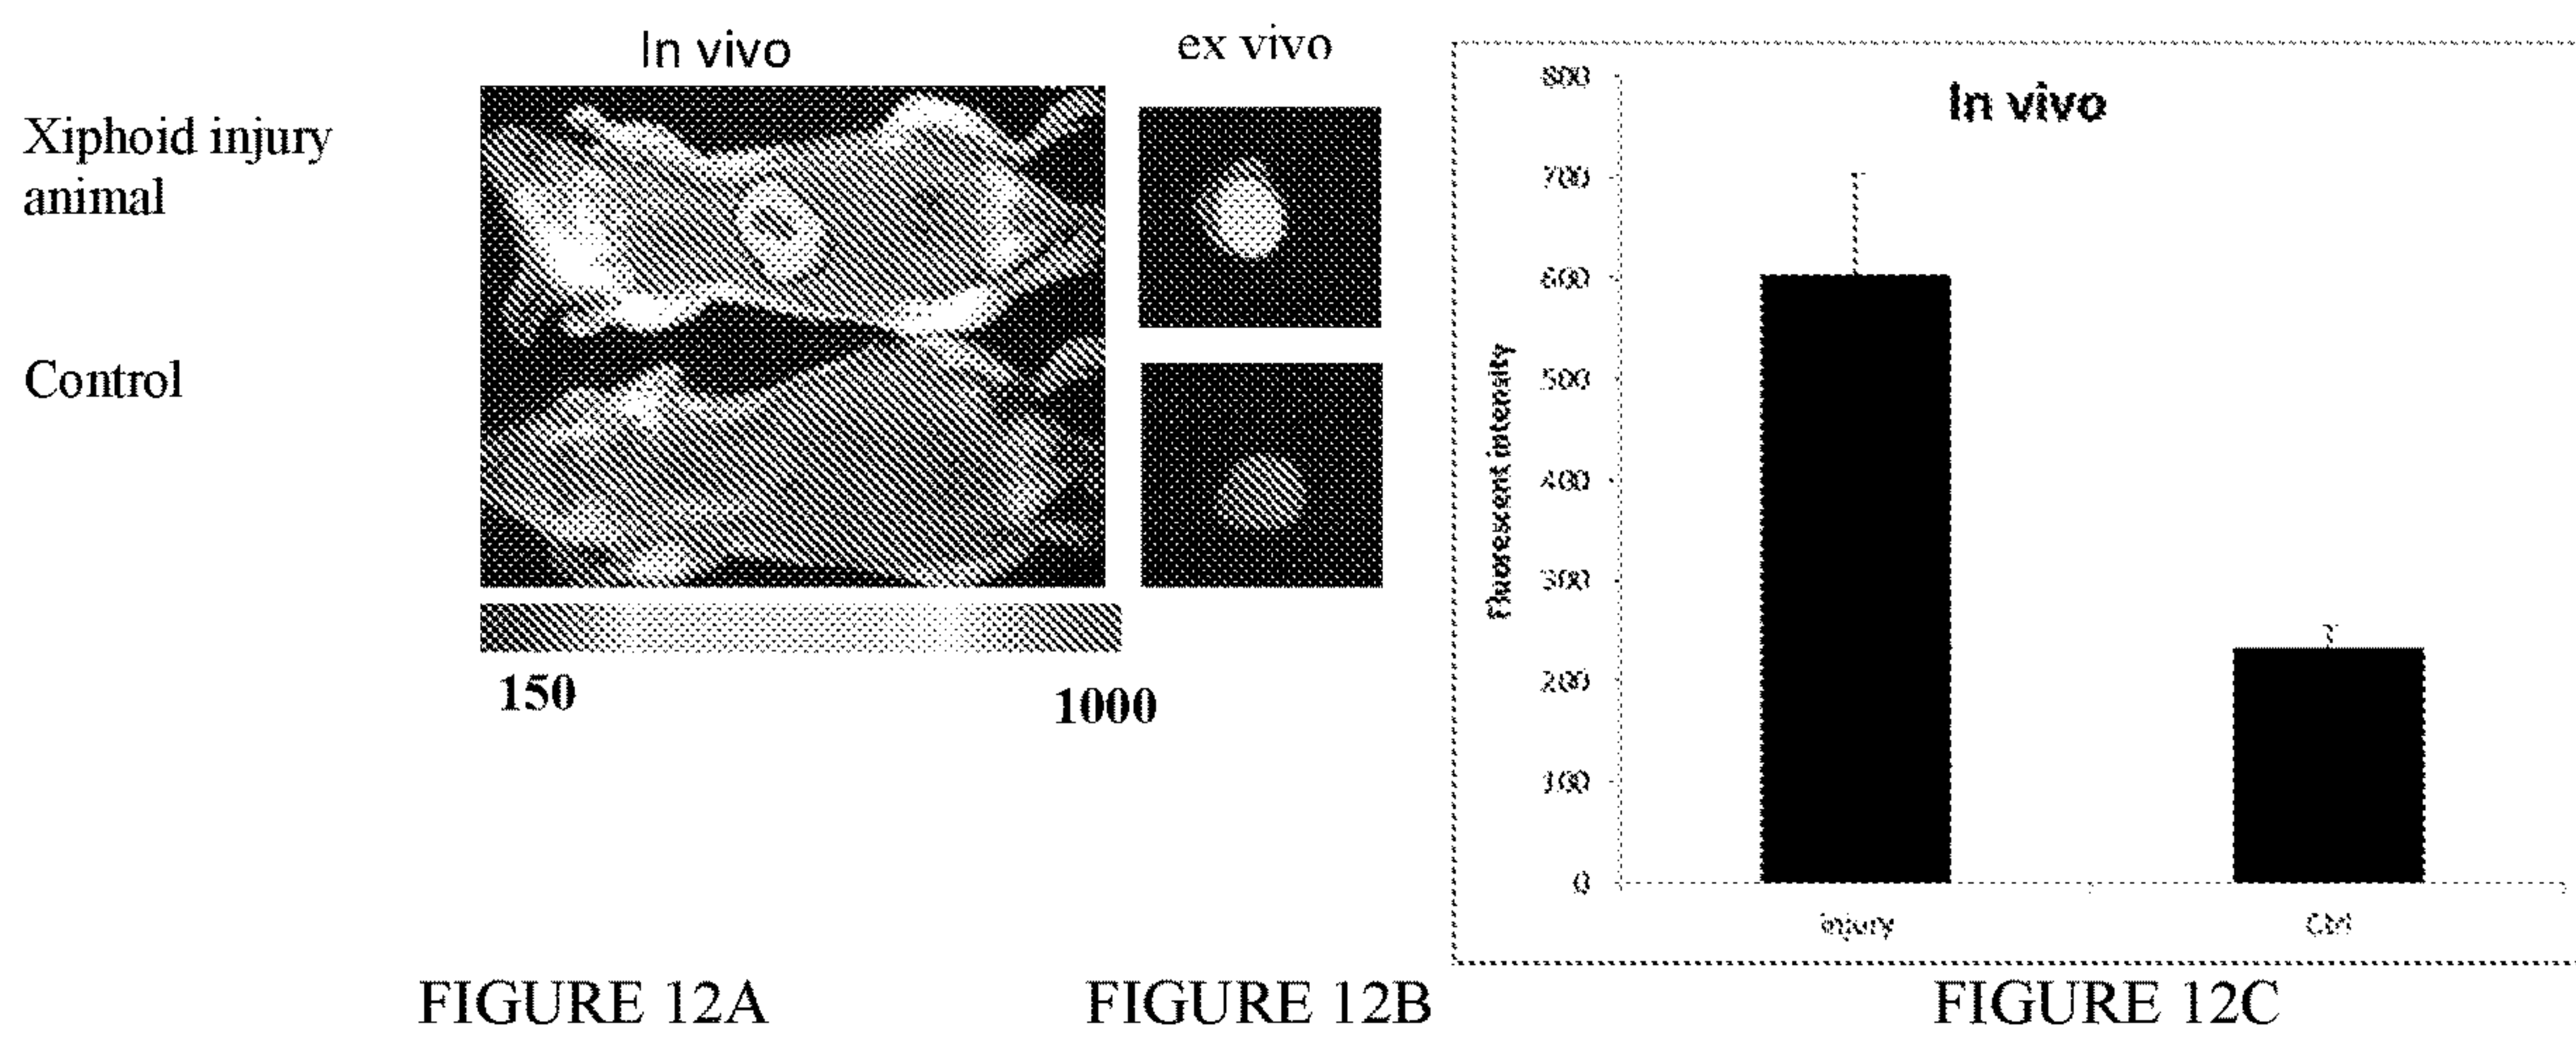 In vivo
ex vivo
Xiphoid injury
animal
Control
150
1000
In vivo
800
700
600
500
400
300
200
100
0
Fluorescent intensity
injury
Ctrl
FIGURE 12A
FIGURE 12B
FIGURE 12C